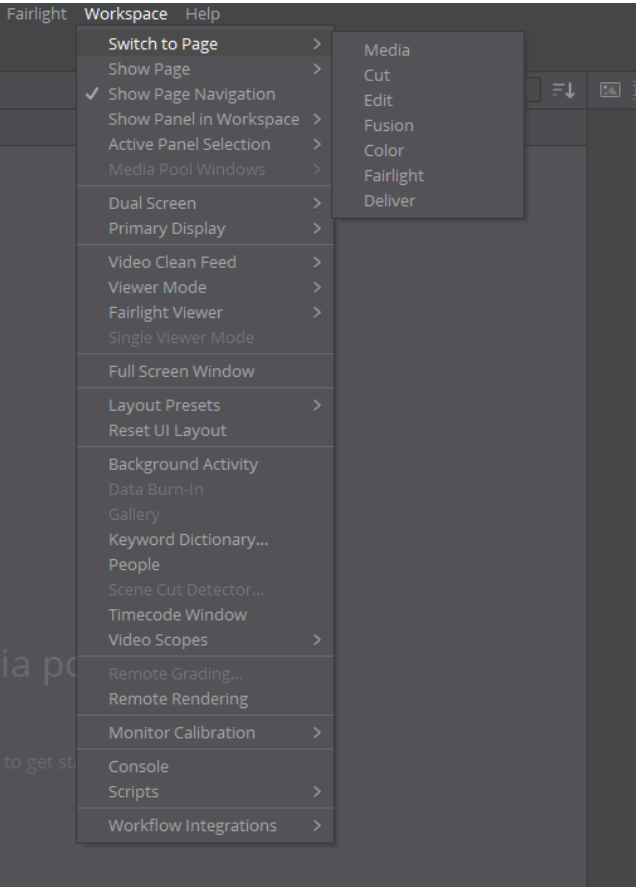 Fairlight Workspace Help
Switch to Page
Show Page
Show Page Navigation
Show Panel in Workspace
Active Panel Selection
Media Pool Windows
Dual Screen
Primary Display
Video Clean Feed
Viewer Mode
Fairlight Viewer
Single Viewer Mode
Full Screen Window
Layout Presets
Reset UI Layout
Background Activity
Data Burn-In
Gallery
Keyword Dictionary...
People
Scene Cut Detector...
Timecode Window
Video Scopes
Remote Grading...
Remote Rendering
Monitor Calibration
Console
Scripts
Workflow Integrations
Media
Cut
Edit
Fusion
Color
Fairlight
Deliver
to get